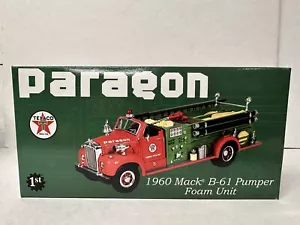 Paragon
TEXACO
1960 Mack® B-61 Pumper
Foam Unit
1st